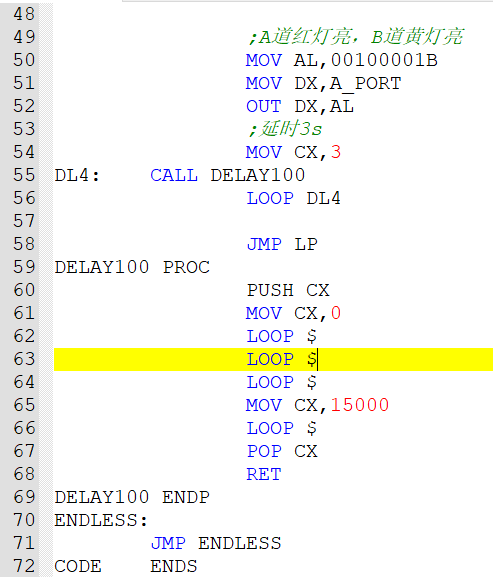 48
49 ;A道红灯亮，B道黄灯亮
50 MOV AL,00100001B
51 MOV DX,A_PORT
52 OUT DX,AL
53 ;延时3s
54 MOV CX,3
55 DL4: CALL DELAY100
56 LOOP DL4
57
58 JMP LP
59 DELAY100 PROC
60 PUSH CX
61 MOV CX,0
62 LOOP $
63 LOOP $
64 LOOP $
65 MOV CX,15000
66 LOOP $
67 POP CX
68 RET
69 DELAY100 ENDP
70 ENDLESS:
71 JMP ENDLESS
72 CODE ENDS